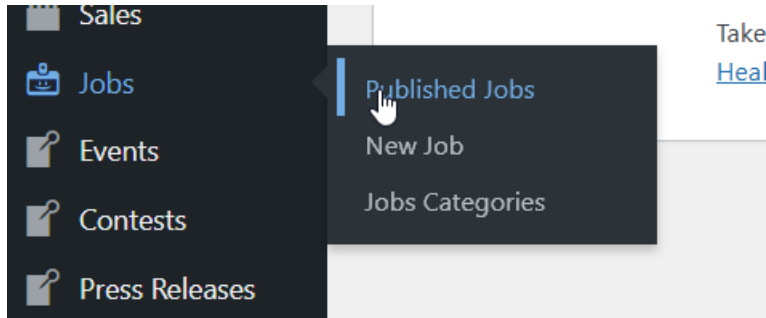 Sales
Jobs
Events
Contests
Press Releases
Published Jobs
New Job
Jobs Categories
Take
Heal